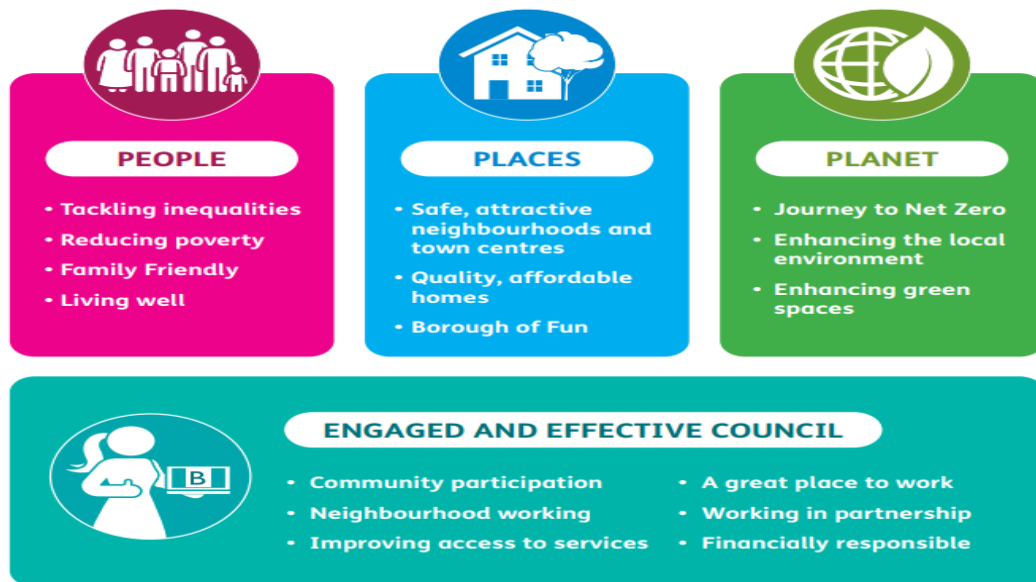 PEOPLE
• Tackling inequalities
• Reducing poverty
• Family Friendly
• Living well
PLACES
• Safe, attractive
neighbourhoods and
town centres
• Quality, affordable
homes
• Borough of Fun
PLANET
• Journey to Net Zero
• Enhancing the local
environment
• Enhancing green
spaces
B
ENGAGED AND EFFECTIVE COUNCIL
• Community participation
• Neighbourhood working
• Improving access to services
• A great place to work
• Working in partnership
• Financially responsible